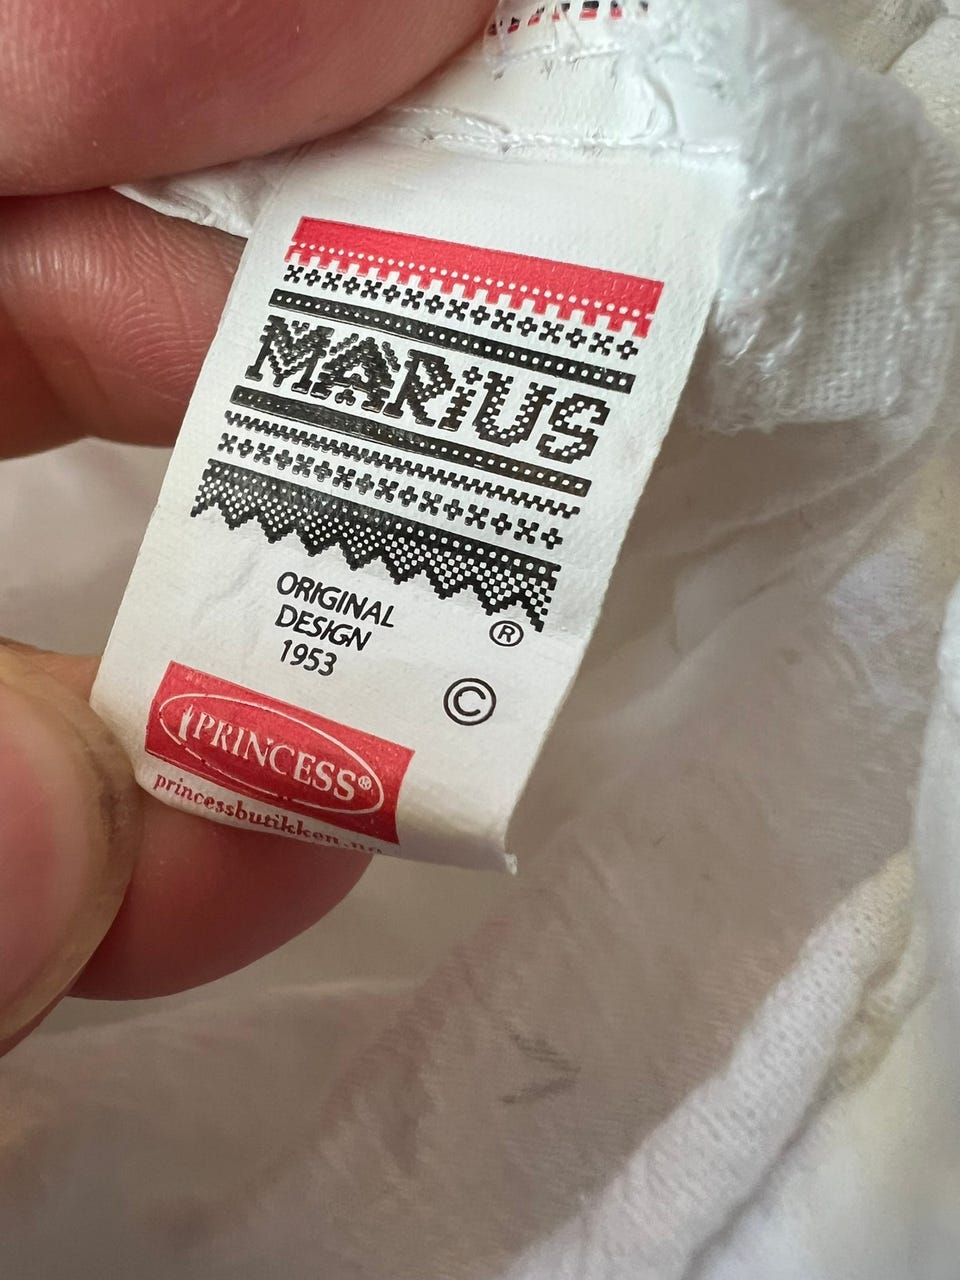 MARiUS
ORIGINAL
DESIGN
1953
®
©
PRINCESS®
princessbutikken.no